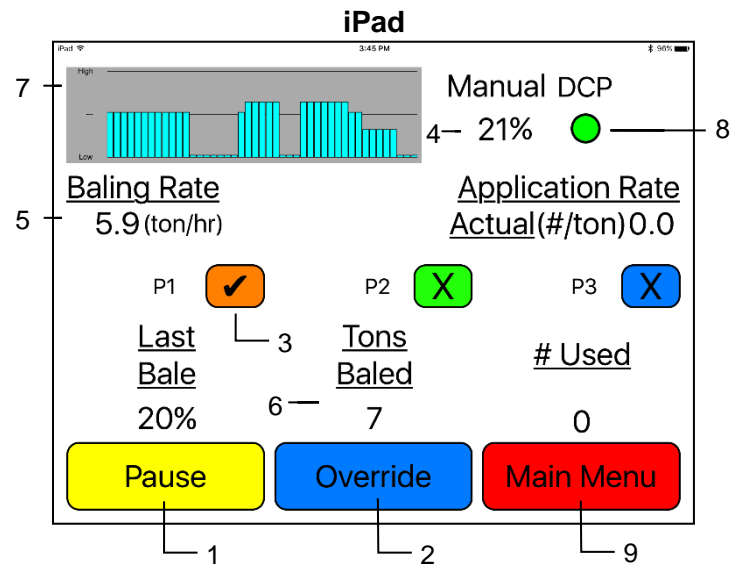 iPad
iPad 3:45 PM 96%
7 High
– 
Low
Manual DCP
4 21% 8
Baling Rate Application Rate
5 5.9 (ton/hr) Actual(#/ton) 0.0
P1 ✔ P2 X P3 X
3
Last Tons # Used
Bale Baled
6
20% 7 0
Pause Override Main Menu
1 2 9